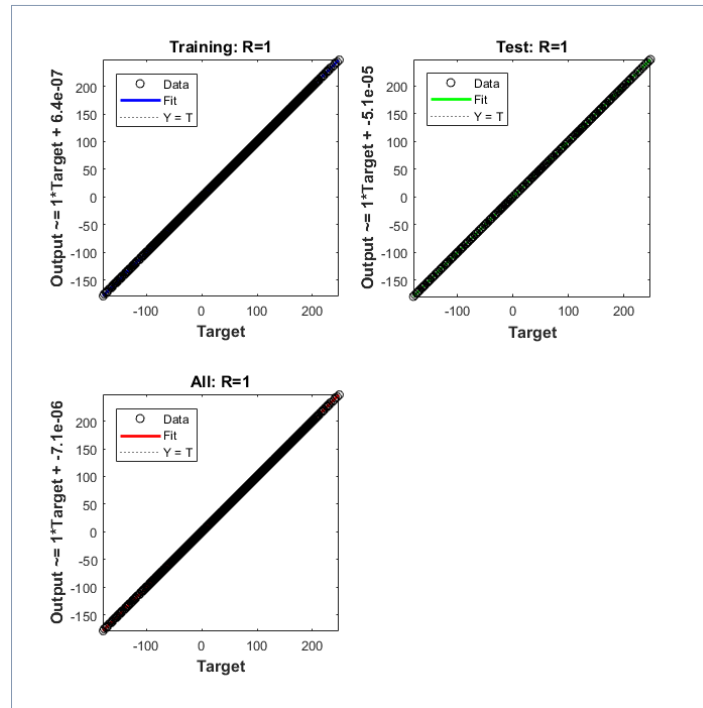 Training: R=1
Output ~= 1*Target + 6.4e-07
Data
Fit
Y = T
200
150
100
50
0
-50
-100
-150
-100
0
100
200
Target
Test: R=1
Output ~= 1*Target + -5.1e-05
Data
Fit
Y = T
200
150
100
50
0
-50
-100
-150
-100
0
100
200
Target
All: R=1
Output ~= 1*Target + -7.1e-06
Data
Fit
Y = T
200
150
100
50
0
-50
-100
-150
-100
0
100
200
Target